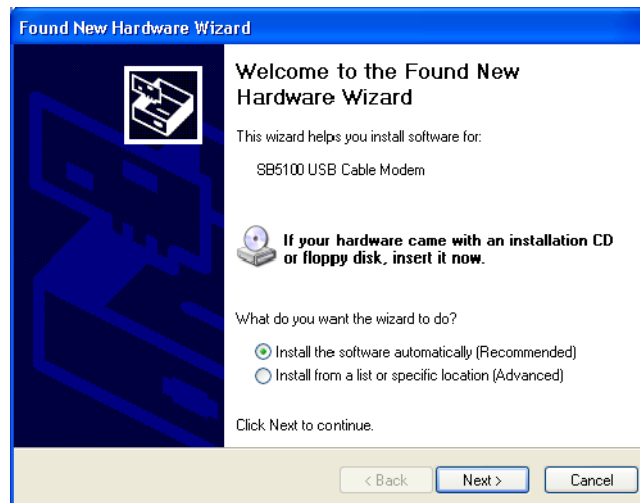 Found New Hardware Wizard
Welcome to the Found New
Hardware Wizard
This wizard helps you install software for:
SB5100 USB Cable Modem
If your hardware came with an installation CD
or floppy disk, insert it now.
What do you want the wizard to do?
Install the software automatically (Recommended)
Install from a list or specific location (Advanced)
Click Next to continue.
< Back
Next >
Cancel